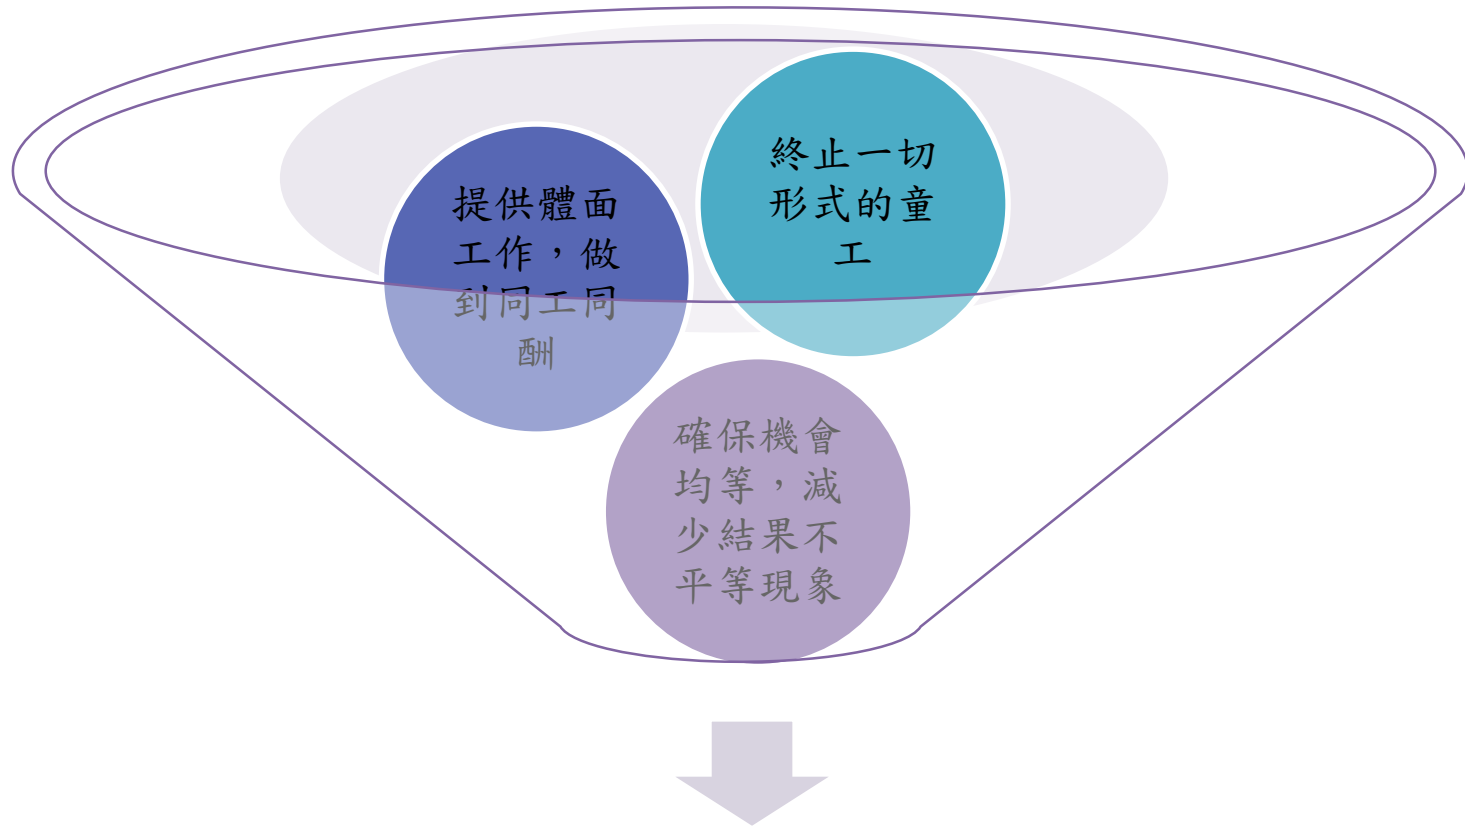 提供體面
工作，做
到同工同
酬
終止一切
形式的童
工
確保機會
均等，減
少結果不
平等現象